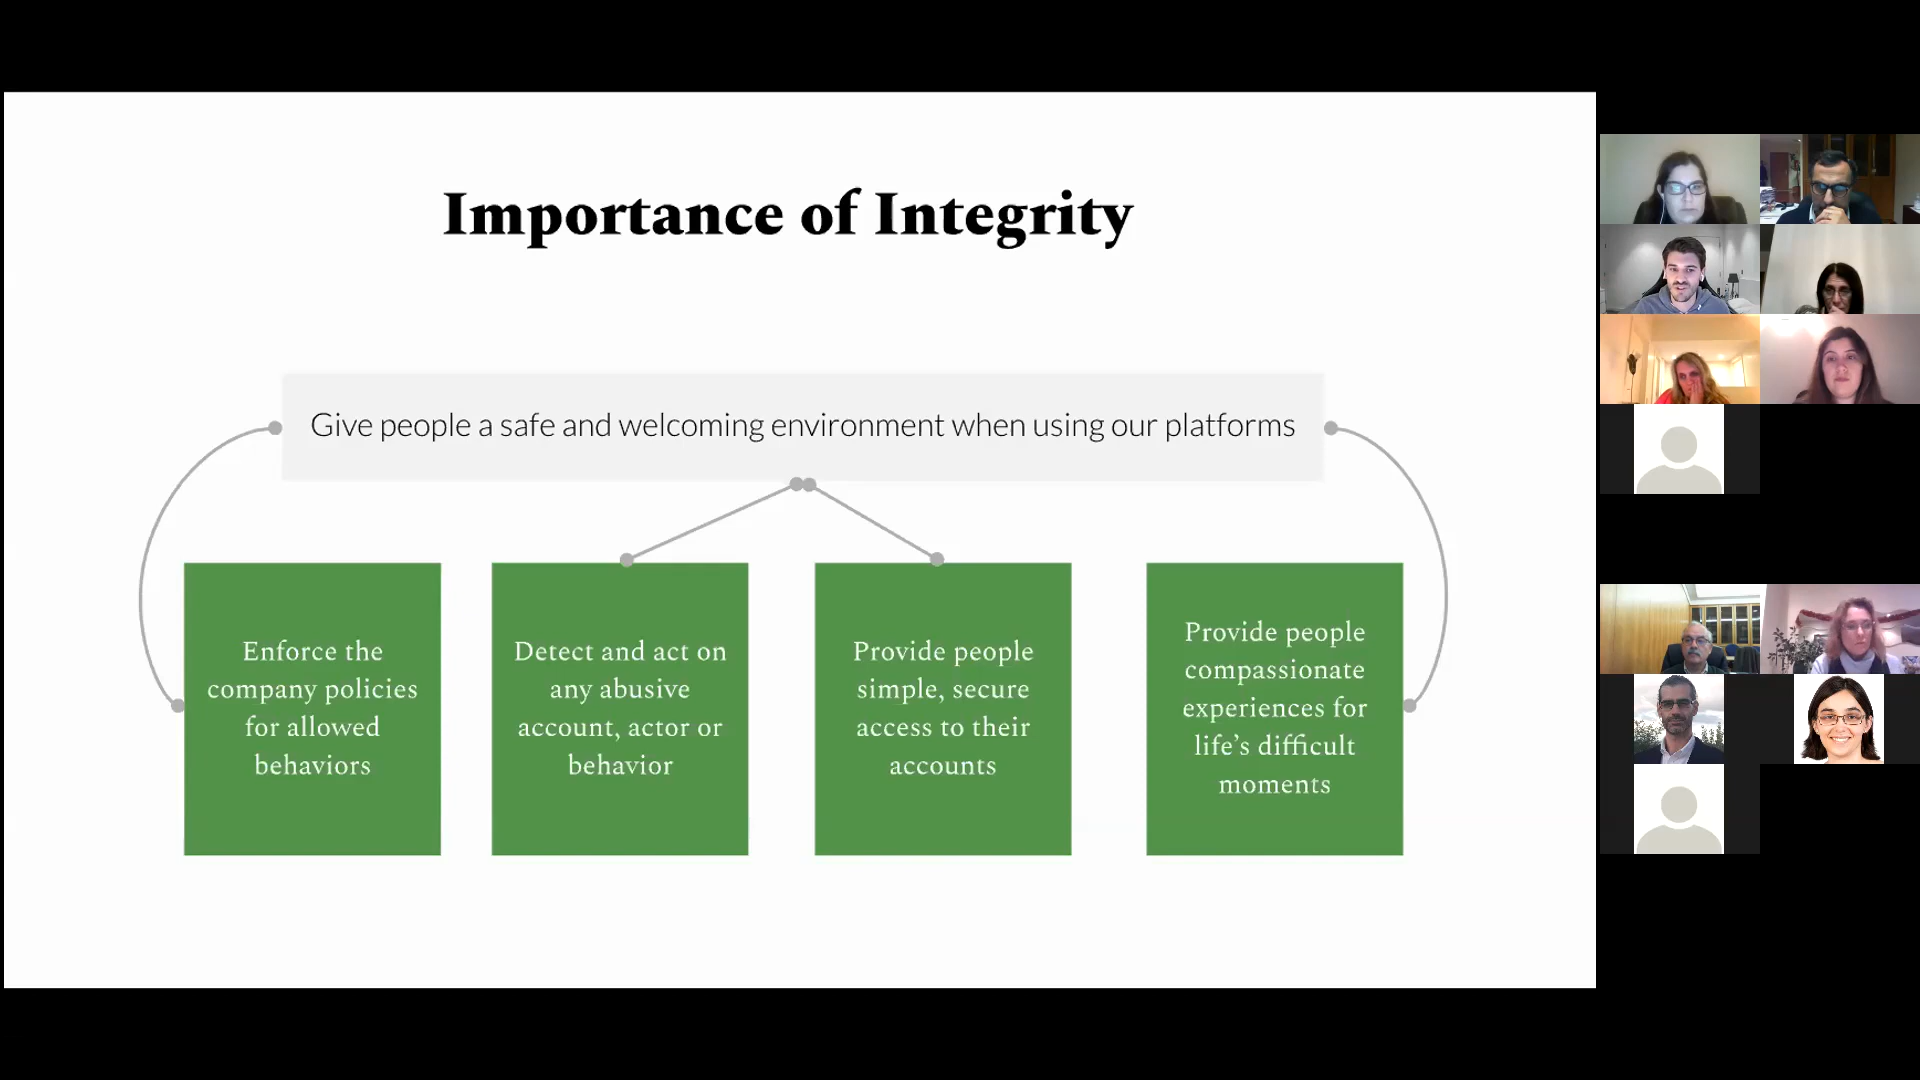 Importance of Integrity
Give people a safe and welcoming environment when using our platforms
Enforce the
company policies
for allowed
behaviors
Detect and act on
any abusive
account, actor or
behavior
Provide people
simple, secure
access to their
accounts
Provide people
compassionate
experiences for
life’s difficult
moments